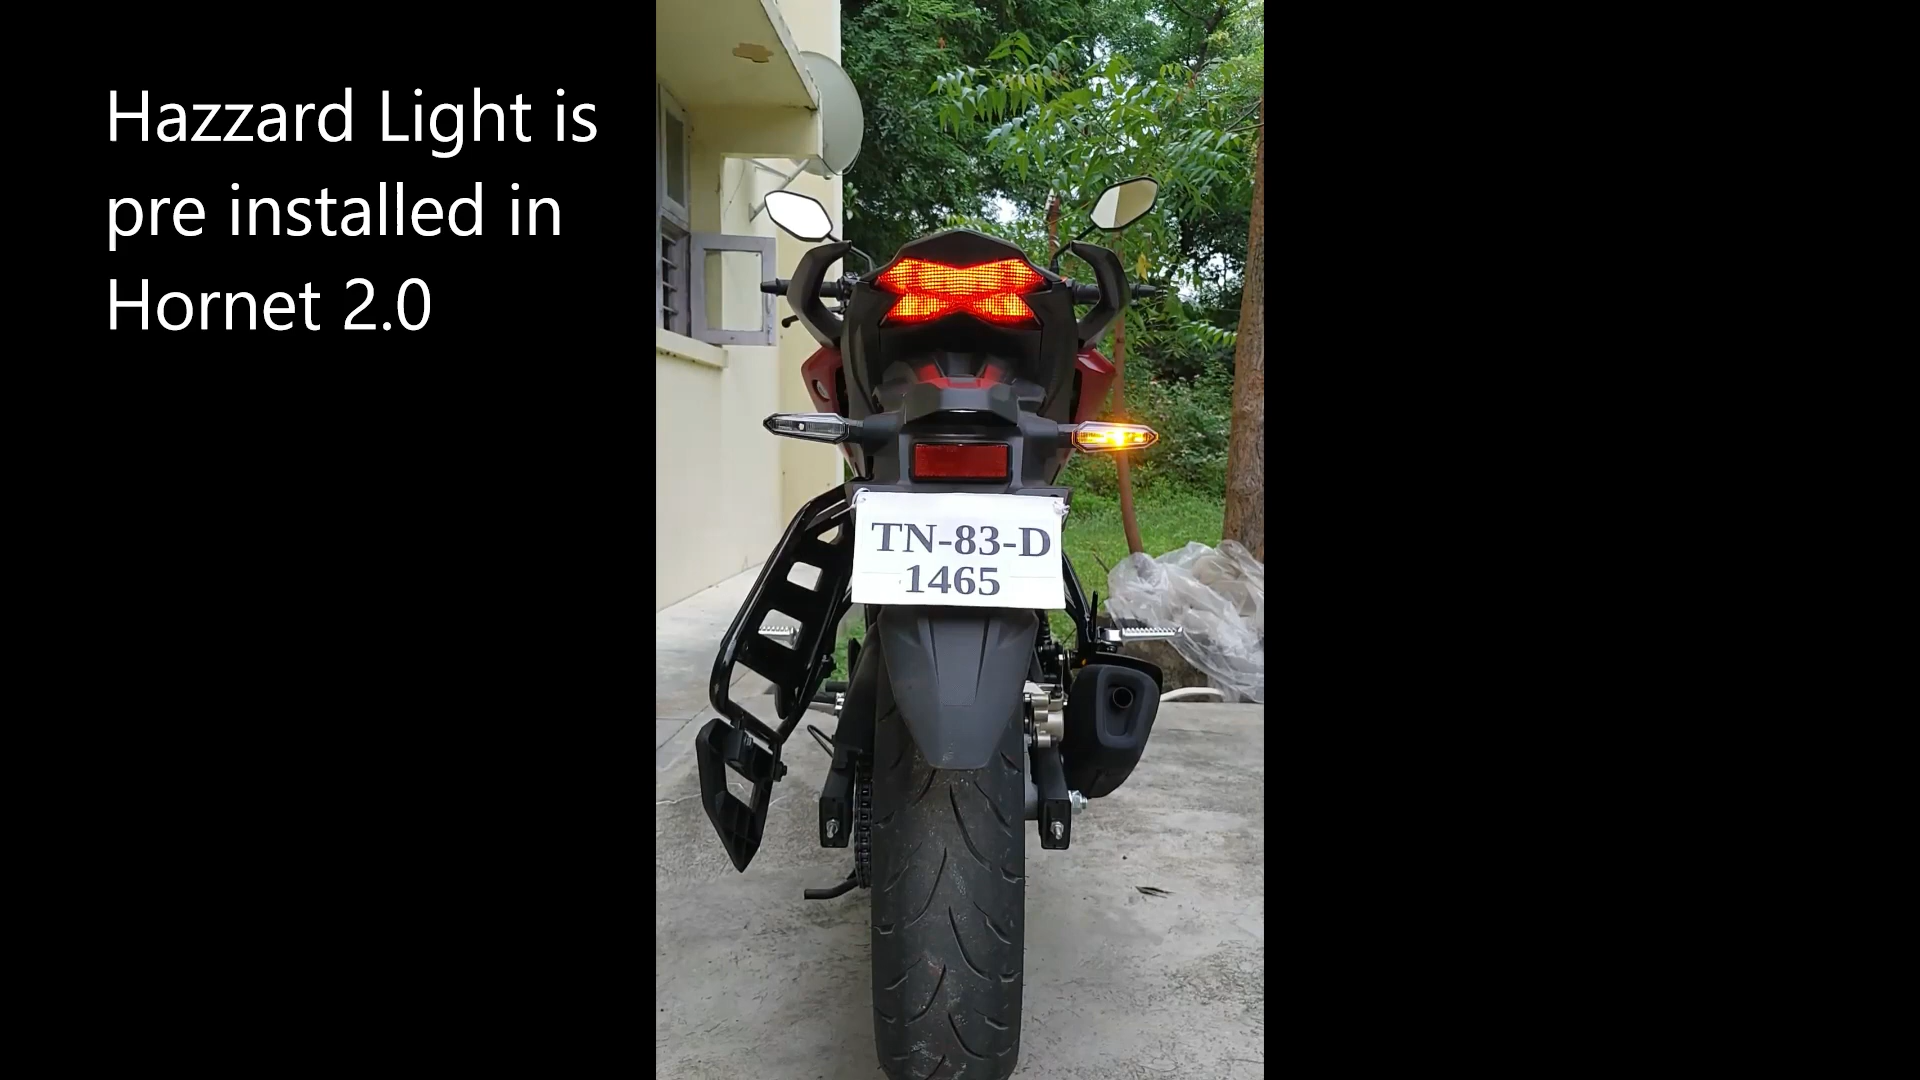 Hazzard Light is
pre installed in
Hornet 2.0
TN-83-D
1465